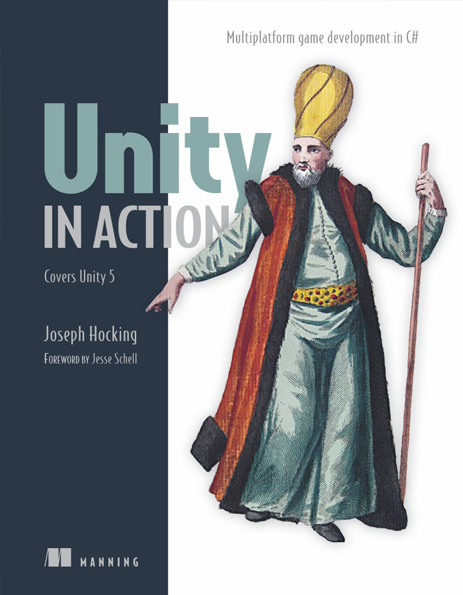 Multiplatform game development in C#
Unity
IN ACTION
Covers Unity 5
Joseph Hocking
FOREWORD BY Jesse Schell
MANNING